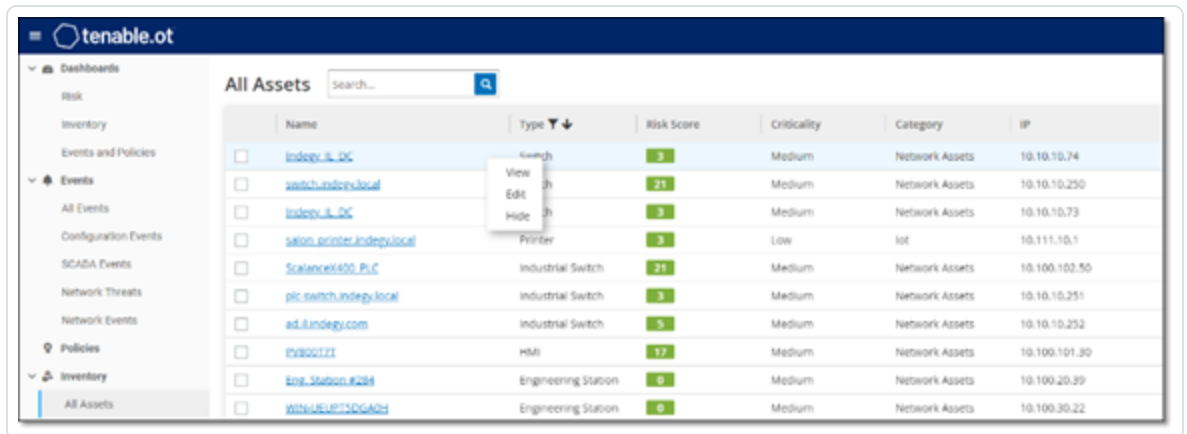 tenable.ot
Dashboards
Risk
Inventory
Events and Policies
Events
All Events
Configuration Events
SCADA Events
Network Threats
Network Events
Policies
Inventory
All Assets
All Assets Search...
Name Type Risk Score Criticality Category IP
Indegy_IL_DC Switch 3 Medium Network Assets 10.10.10.74
switch.indegy.local 21 Medium Network Assets 10.10.10.250
Indegy_IL_DC 3 Medium Network Assets 10.10.10.73
salon_printer.indegy.local Printer 3 Low Iot 10.111.10.1
ScalanceX400_PLC Industrial Switch 21 Medium Network Assets 10.100.102.50
plc-switch.indegy.local Industrial Switch 3 Medium Network Assets 10.10.10.251
ad.il.indegy.com Industrial Switch 5 Medium Network Assets 10.10.10.252
PV800T7T HMI 17 Medium Network Assets 10.100.101.30
Eng. Station #284 Engineering Station 0 Medium Network Assets 10.100.20.39
Engineering Station 0 Medium Network Assets 10.100.30.22
View
Edit
Hide